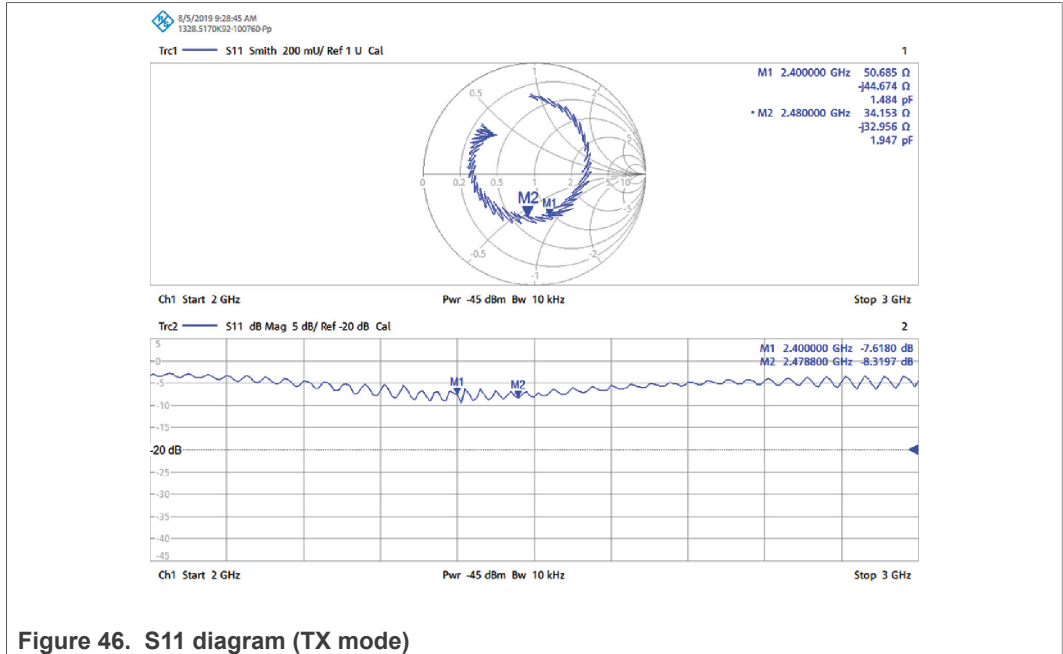 8/5/2019 9:28:45 AM
1328.5170K92-100760-Pp
Trc1 S11 Smith 200 mU/ Ref 1 U Cal 1
M1 2.400000 GHz 50.685 Ω
-j44.674 Ω
1.484 pF
• M2 2.480000 GHz 34.153 Ω
-j32.956 Ω
1.947 pF
1
0.5
2
5
0
0.2
0.5
1
2
5
10
M2
M1
-5
-0.5
-2
-1
Ch1 Start 2 GHz Pwr -45 dBm Bw 10 kHz Stop 3 GHz
Trc2 S11 dB Mag 5 dB/ Ref -20 dB Cal 2
M1 2.400000 GHz -7.6180 dB
M2 2.478800 GHz -8.3197 dB
5
0
-5
M1
M2
-10
-15
-20 dB
-25
-30
-35
-40
-45
Ch1 Start 2 GHz Pwr -45 dBm Bw 10 kHz Stop 3 GHz
Figure 46. S11 diagram (TX mode)